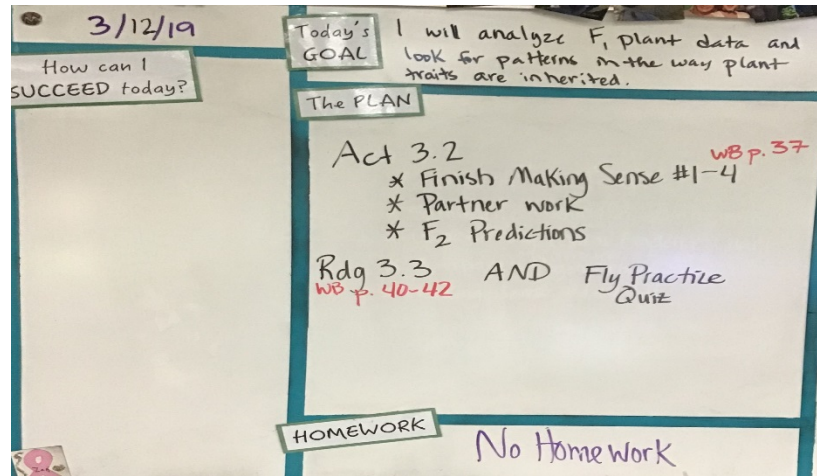 3/12/19
How can I
SUCCEED today?
Today's
GOAL
I will analyze F₁ plant data and
look for patterns in the way plant
traits are inherited.
The PLAN
Act 3.2
WB p. 37
* Finish Making Sense #1-4
* Partner work
* F₂ Predictions
Rdg 3.3 AND Fly Practice
WB p. 40-42
Quiz
HOMEWORK
No Homework